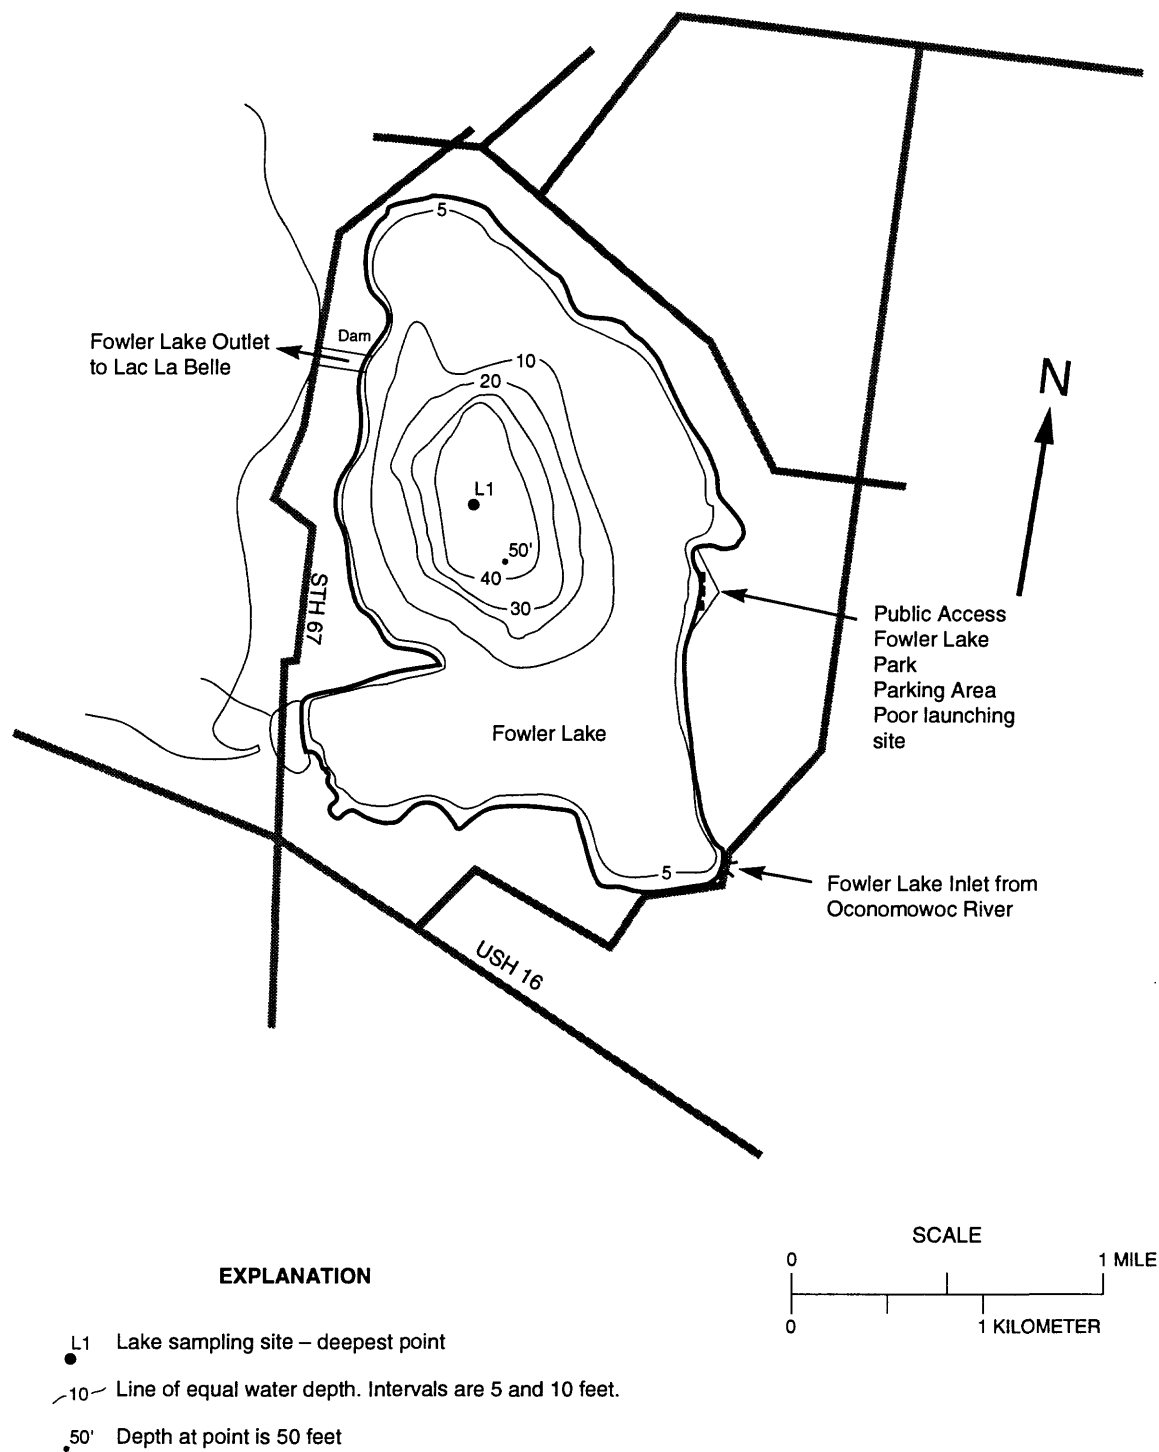 5
Fowler Lake Outlet
to Lac La Belle
Dam
N
10
20
L1
50'
40
30
STH 67
Public Access
Fowler Lake
Park
Parking Area
Poor launching
site
Fowler Lake
5
Fowler Lake Inlet from
Oconomowoc River
USH 16
SCALE
0 1 MILE
0 1 KILOMETER
EXPLANATION
L1 Lake sampling site – deepest point
10 Line of equal water depth. Intervals are 5 and 10 feet.
50' Depth at point is 50 feet